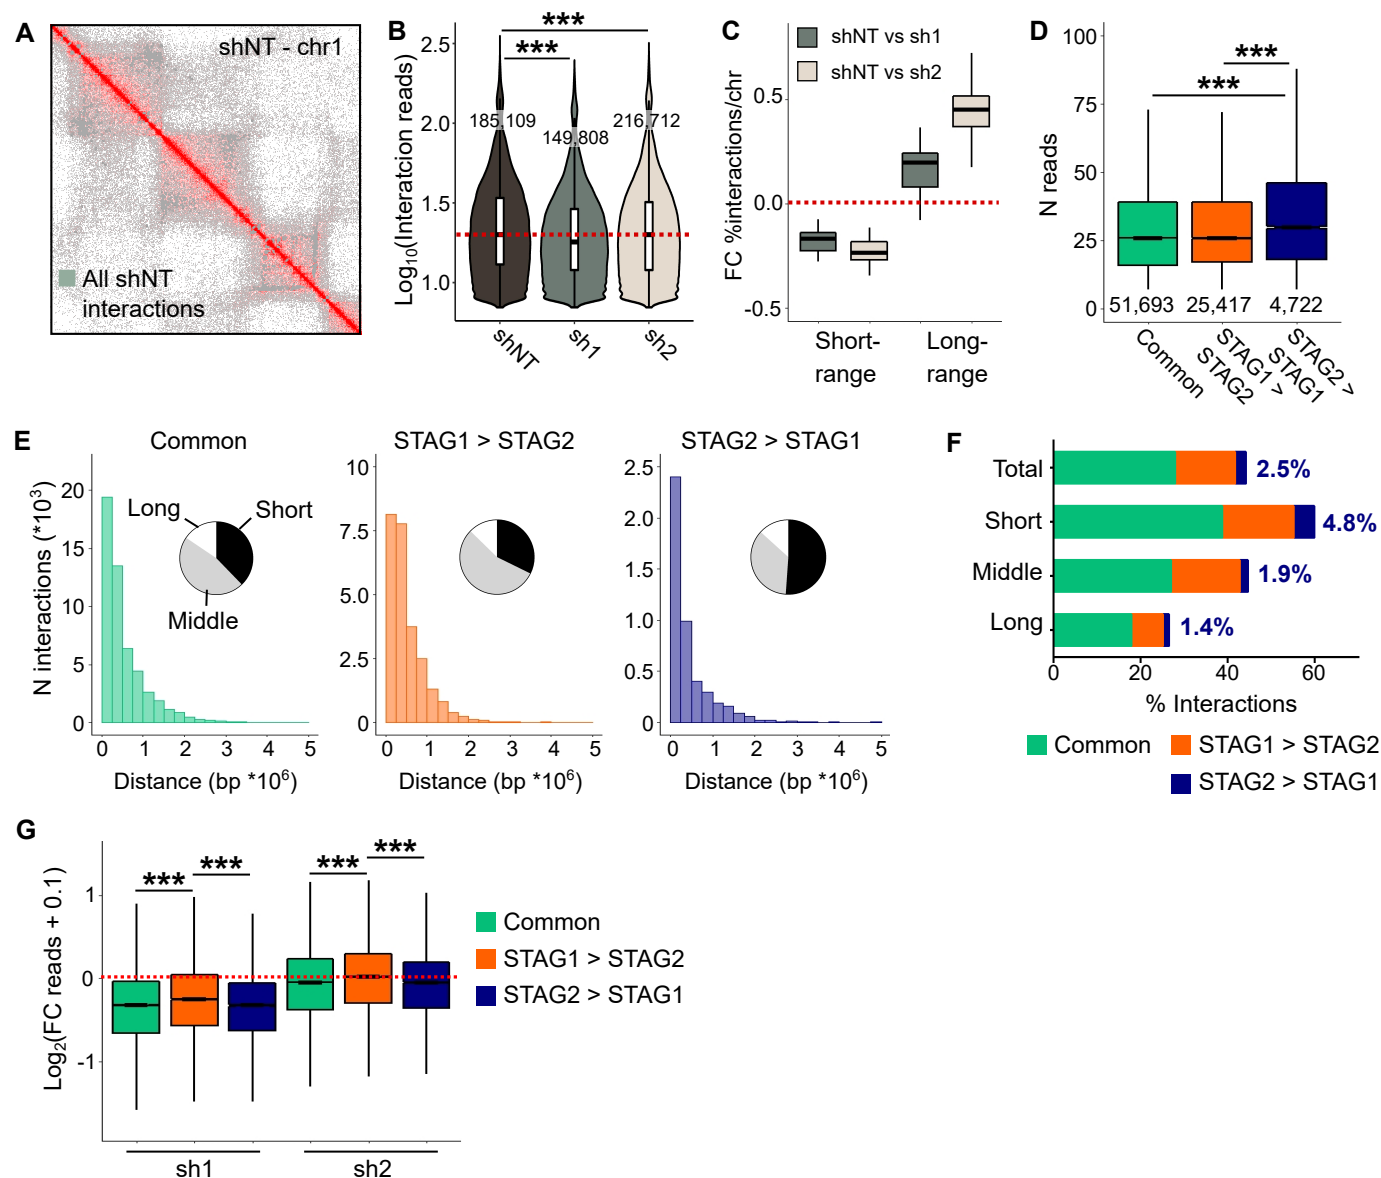 A
shNT - chr1
All shNT
interactions
B
Log10(Interatcion reads)
2.5
2.0
1.5
1.0
***
***
185,109
149,808
216,712
shNT
sh1
sh2
C
FC %interactions/chr
shNT vs sh1
shNT vs sh2
0.5
0.0
-0.5
Short-
range
Long-
range
D
N reads
100
75
50
25
0
***
***
51,693
25,417
4,722
Common
STAG1 >
STAG2
STAG2 >
STAG1
E
Common
N interactions (*10^3)
20
15
10
5
0
Long
Short
Middle
0
1
2
3
4
5
Distance (bp *10^6)
STAG1 > STAG2
10
7.5
5.0
2.5
0
0
1
2
3
4
5
Distance (bp *10^6)
STAG2 > STAG1
2.5
2.0
1.5
1.0
0.5
0
0
1
2
3
4
5
Distance (bp *10^6)
F
Total
2.5%
Short
4.8%
Middle
1.9%
Long
1.4%
0
20
40
60
% Interactions
Common
STAG1 > STAG2
STAG2 > STAG1
G
Log2(FC reads + 0.1)
1
0
-1
***
***
***
***
sh1
sh2
Common
STAG1 > STAG2
STAG2 > STAG1